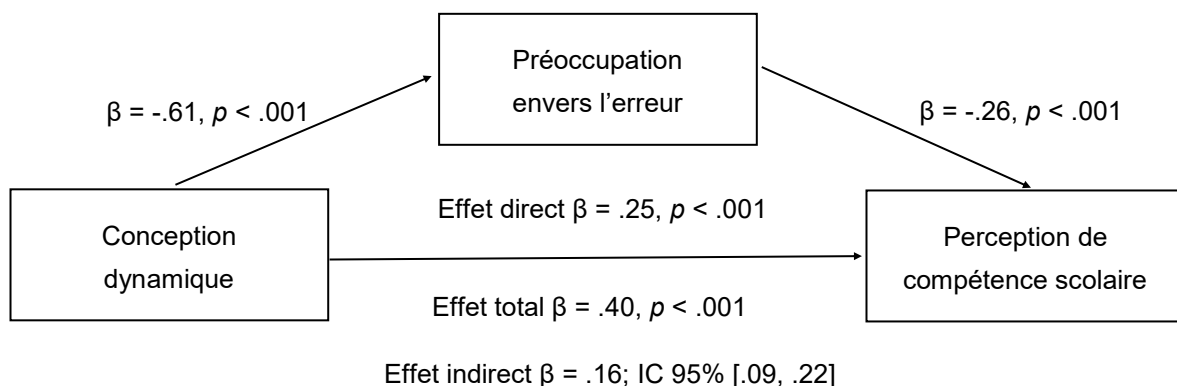 Préoccupation
envers l’erreur
β = -.61, p < .001
β = -.26, p < .001
Conception
dynamique
Effet direct β = .25, p < .001
Effet total β = .40, p < .001
Perception de
compétence scolaire
Effet indirect β = .16; IC 95% [.09, .22]